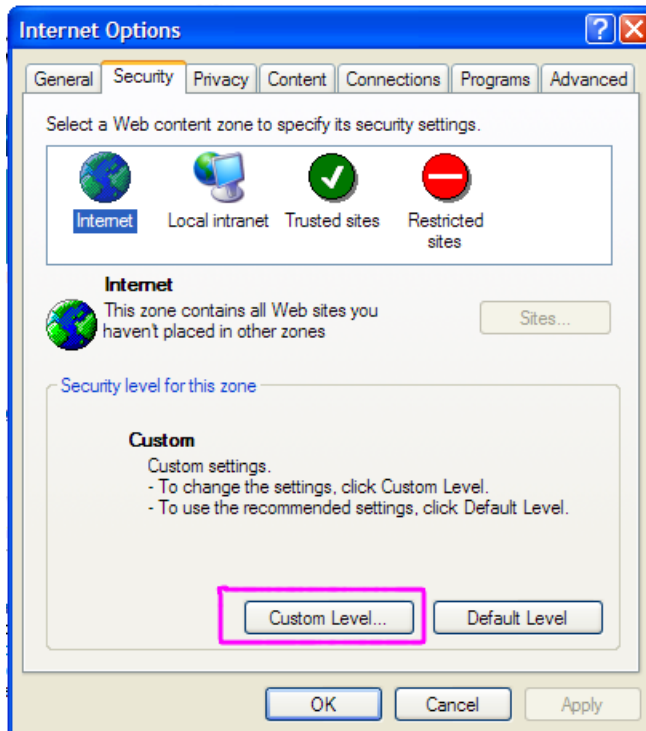 Internet Options
General Security Privacy Content Connections Programs Advanced
Select a Web content zone to specify its security settings.
Internet Local intranet Trusted sites Restricted
sites
Internet
This zone contains all Web sites you
haven't placed in other zones
Sites...
Security level for this zone
Custom
Custom settings.
- To change the settings, click Custom Level.
- To use the recommended settings, click Default Level.
Custom Level... Default Level
OK Cancel Apply